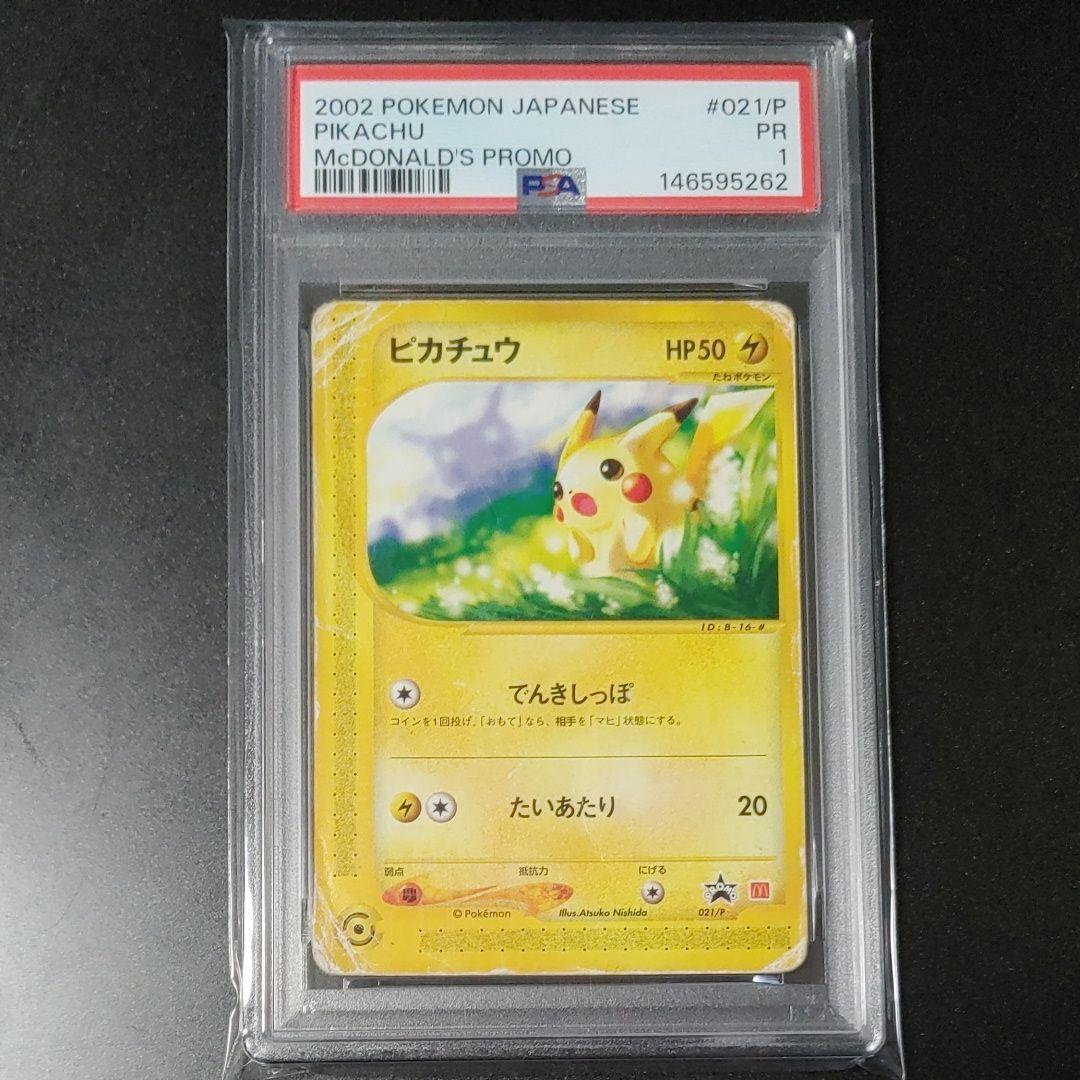 2002 POKEMON JAPANESE #021/P
PIKACHU PR
McDONALD'S PROMO 1
PSA 146595262
ピカチュウ HP50
たねポケモン
ID:B-16-#
でんきしっぽ
コインを1回投げ、「おもて」なら、相手を「マヒ」状態にする。
たいあたり 20
弱点 抵抗力 にげる
PROMO
©Pokémon Illus.Atsuko Nishida 021/P